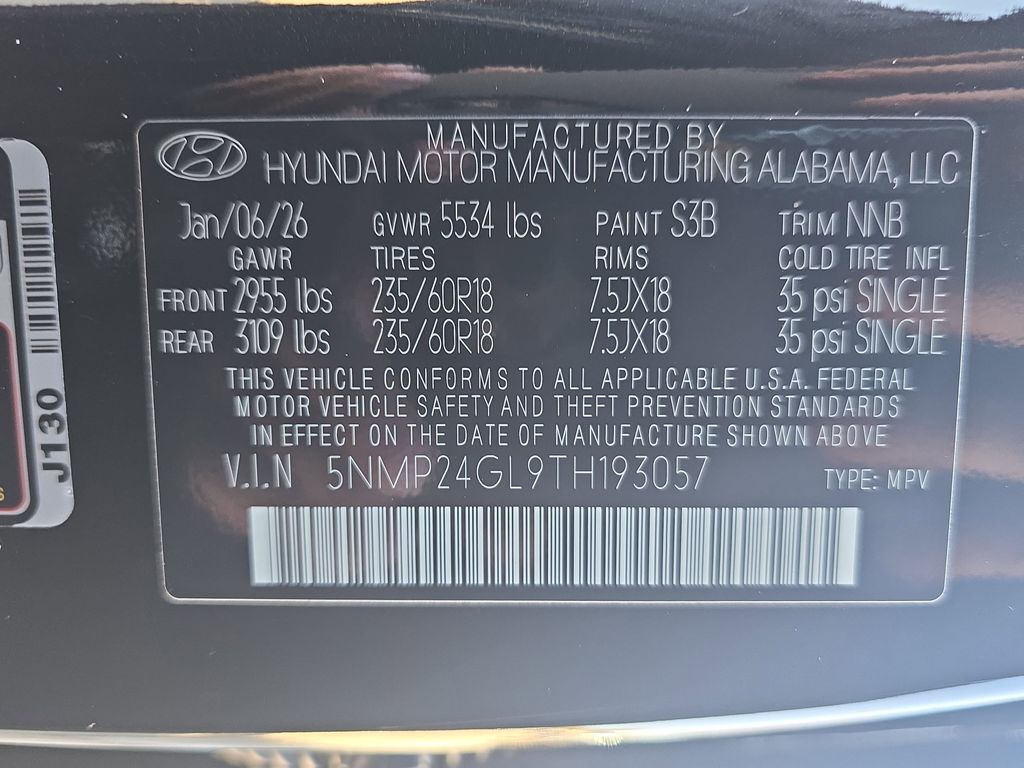 MANUFACTURED BY
HYUNDAI MOTOR MANUFACTURING ALABAMA, LLC
Jan/06/26 GVWR 5534 lbs PAINT S3B TRIM NNB
GAWR TIRES RIMS COLD TIRE INFL
FRONT 2955 lbs 235/60R18 7.5JX18 35 psi SINGLE
REAR 3109 lbs 235/60R18 7.5JX18 35 psi SINGLE
THIS VEHICLE CONFORMS TO ALL APPLICABLE U.S.A. FEDERAL
MOTOR VEHICLE SAFETY AND THEFT PREVENTION STANDARDS
IN EFFECT ON THE DATE OF MANUFACTURE SHOWN ABOVE
V.I.N 5NMP24GL9TH193057 TYPE: MPV
J130